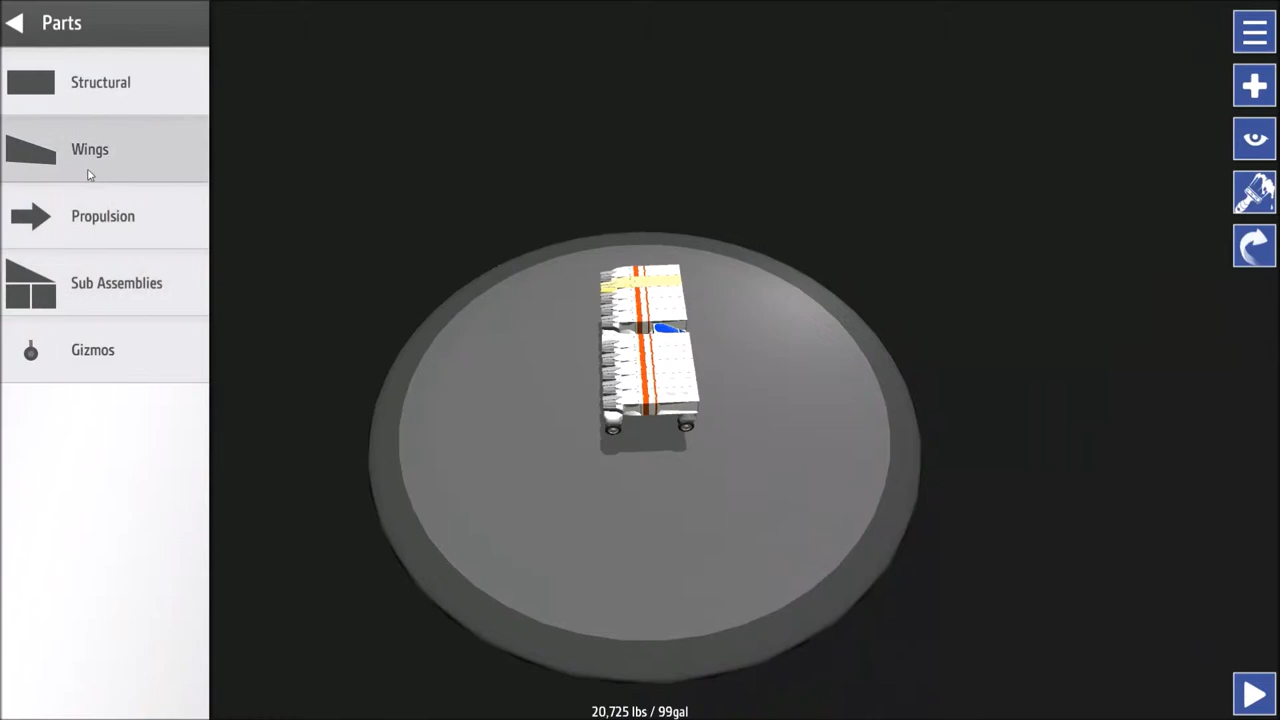 Parts
Structural
Wings
Propulsion
Sub Assemblies
Gizmos
20,725 lbs / 99gal